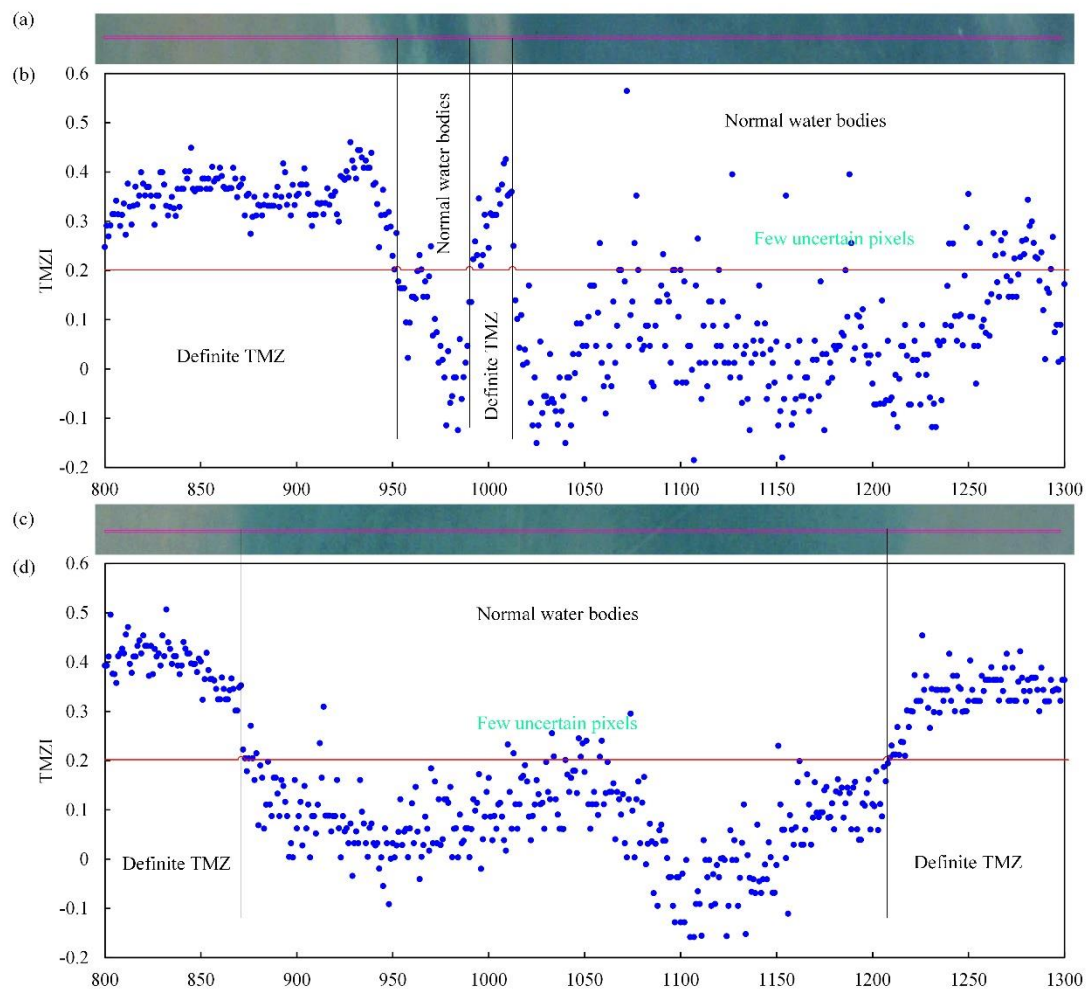 (a)
(b)
0.6
0.5
0.4
0.3
0.2
0.1
0
-0.1
-0.2
TMZI
Normal water bodies
Normal water bodies
Few uncertain pixels
Definite TMZ
Definite TMZ
800 850 900 950 1000 1050 1100 1150 1200 1250 1300
(c)
(d)
0.6
0.5
0.4
0.3
0.2
0.1
0
-0.1
-0.2
TMZI
Normal water bodies
Few uncertain pixels
Definite TMZ
Definite TMZ
800 850 900 950 1000 1050 1100 1150 1200 1250 1300